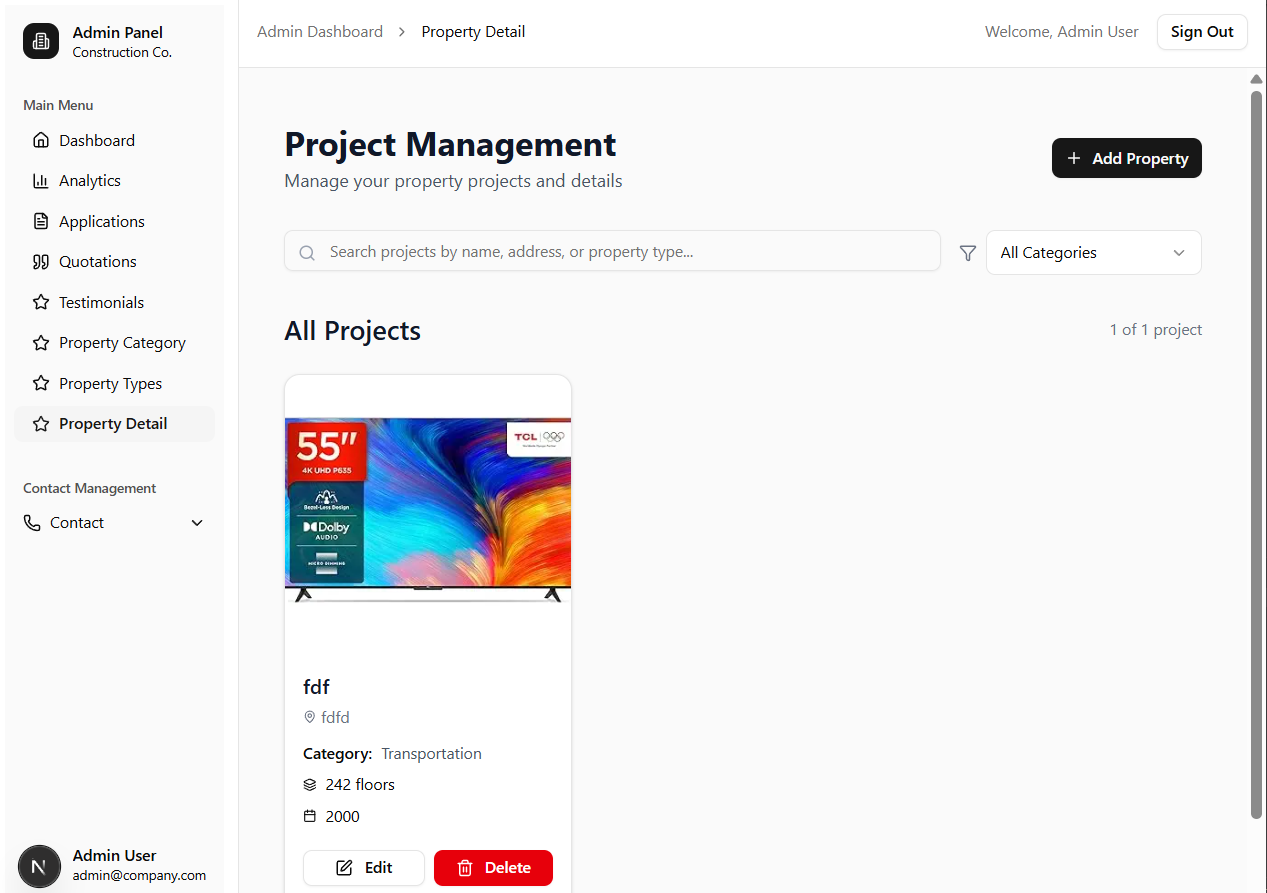 Admin Panel
Construction Co.
Main Menu
Dashboard
Analytics
Applications
Quotations
Testimonials
Property Category
Property Types
Property Detail
Contact Management
Contact
N
Admin User
admin@company.com
Admin Dashboard > Property Detail
Welcome, Admin User
Sign Out
Project Management
Manage your property projects and details
+ Add Property
Search projects by name, address, or property type...
All Categories
All Projects
1 of 1 project
55"
4K UHD P635
Bezel-Less Design
Dolby
AUDIO
MICRO DIMMING
TCL
fdf
fdfd
Category: Transportation
242 floors
2000
Edit
Delete